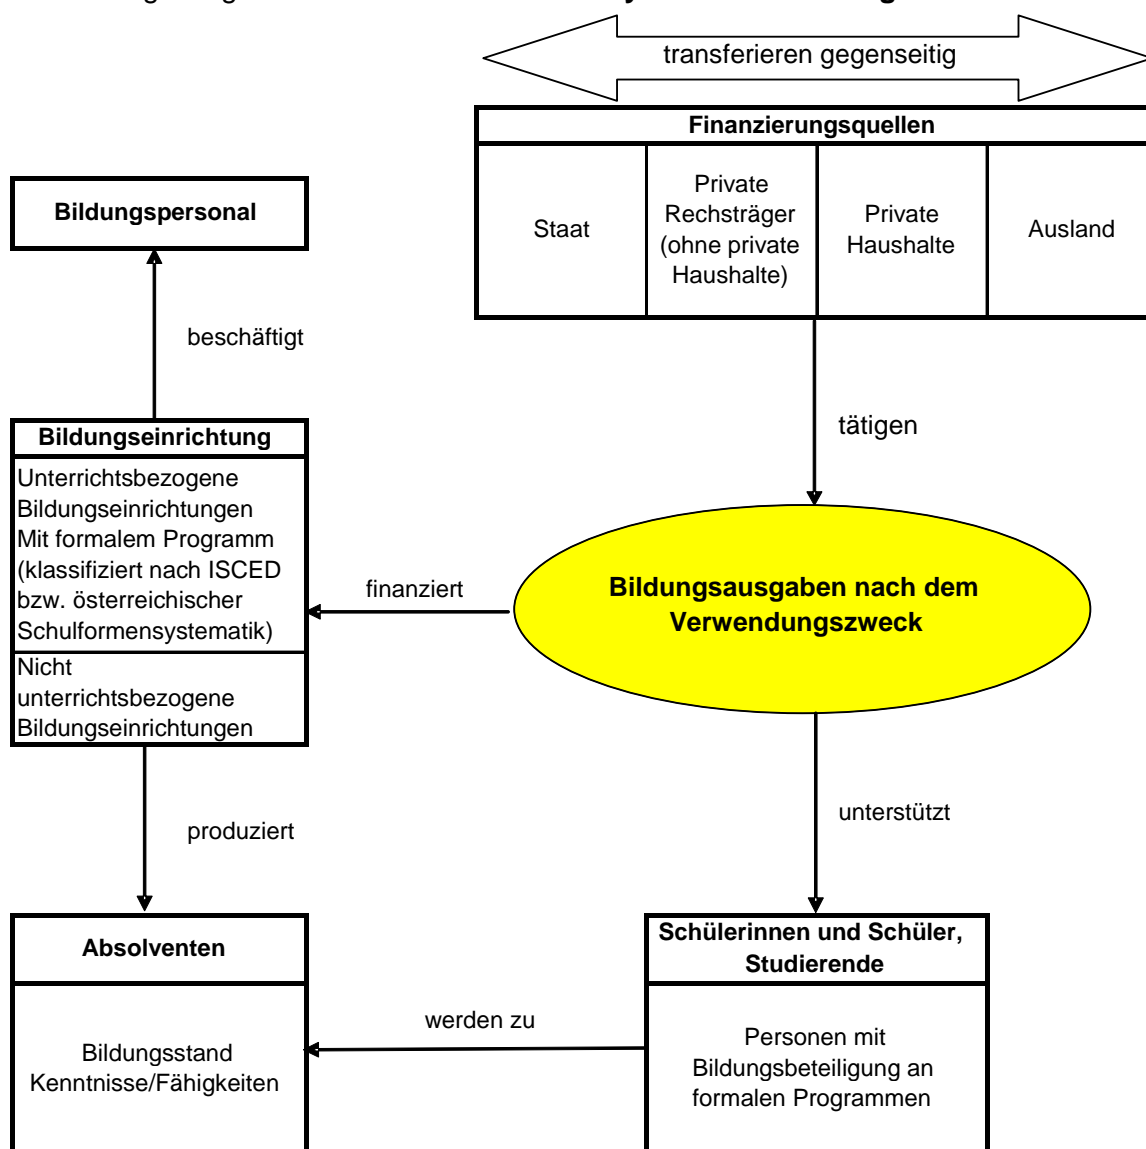 transferieren gegenseitig
Finanzierungsquellen
Staat
Private
Rechsträger
(ohne private
Haushalte)
Private
Haushalte
Ausland
Bildungspersonal
beschäftigt
tätigen
Bildungseinrichtung
Unterrichtsbezogene
Bildungseinrichtungen
Mit formalem Programm
(klassifiziert nach ISCED
bzw. österreichischer
Schulformensystematik)
Nicht
unterrichtsbezogene
Bildungseinrichtungen
finanziert
Bildungsausgaben nach dem
Verwendungszweck
produziert
unterstützt
Absolventen
Bildungsstand
Kenntnisse/Fähigkeiten
werden zu
Schülerinnen und Schüler,
Studierende
Personen mit
Bildungsbeteiligung an
formalen Programmen